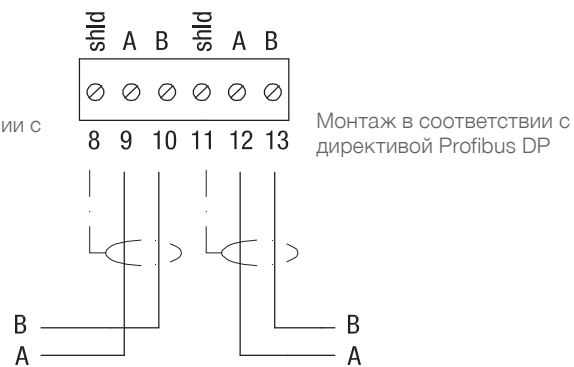 shld A B shld A B
8 9 10 11 12 13
ии с
Монтаж в соответствии с
директивой Profibus DP
B B
A A